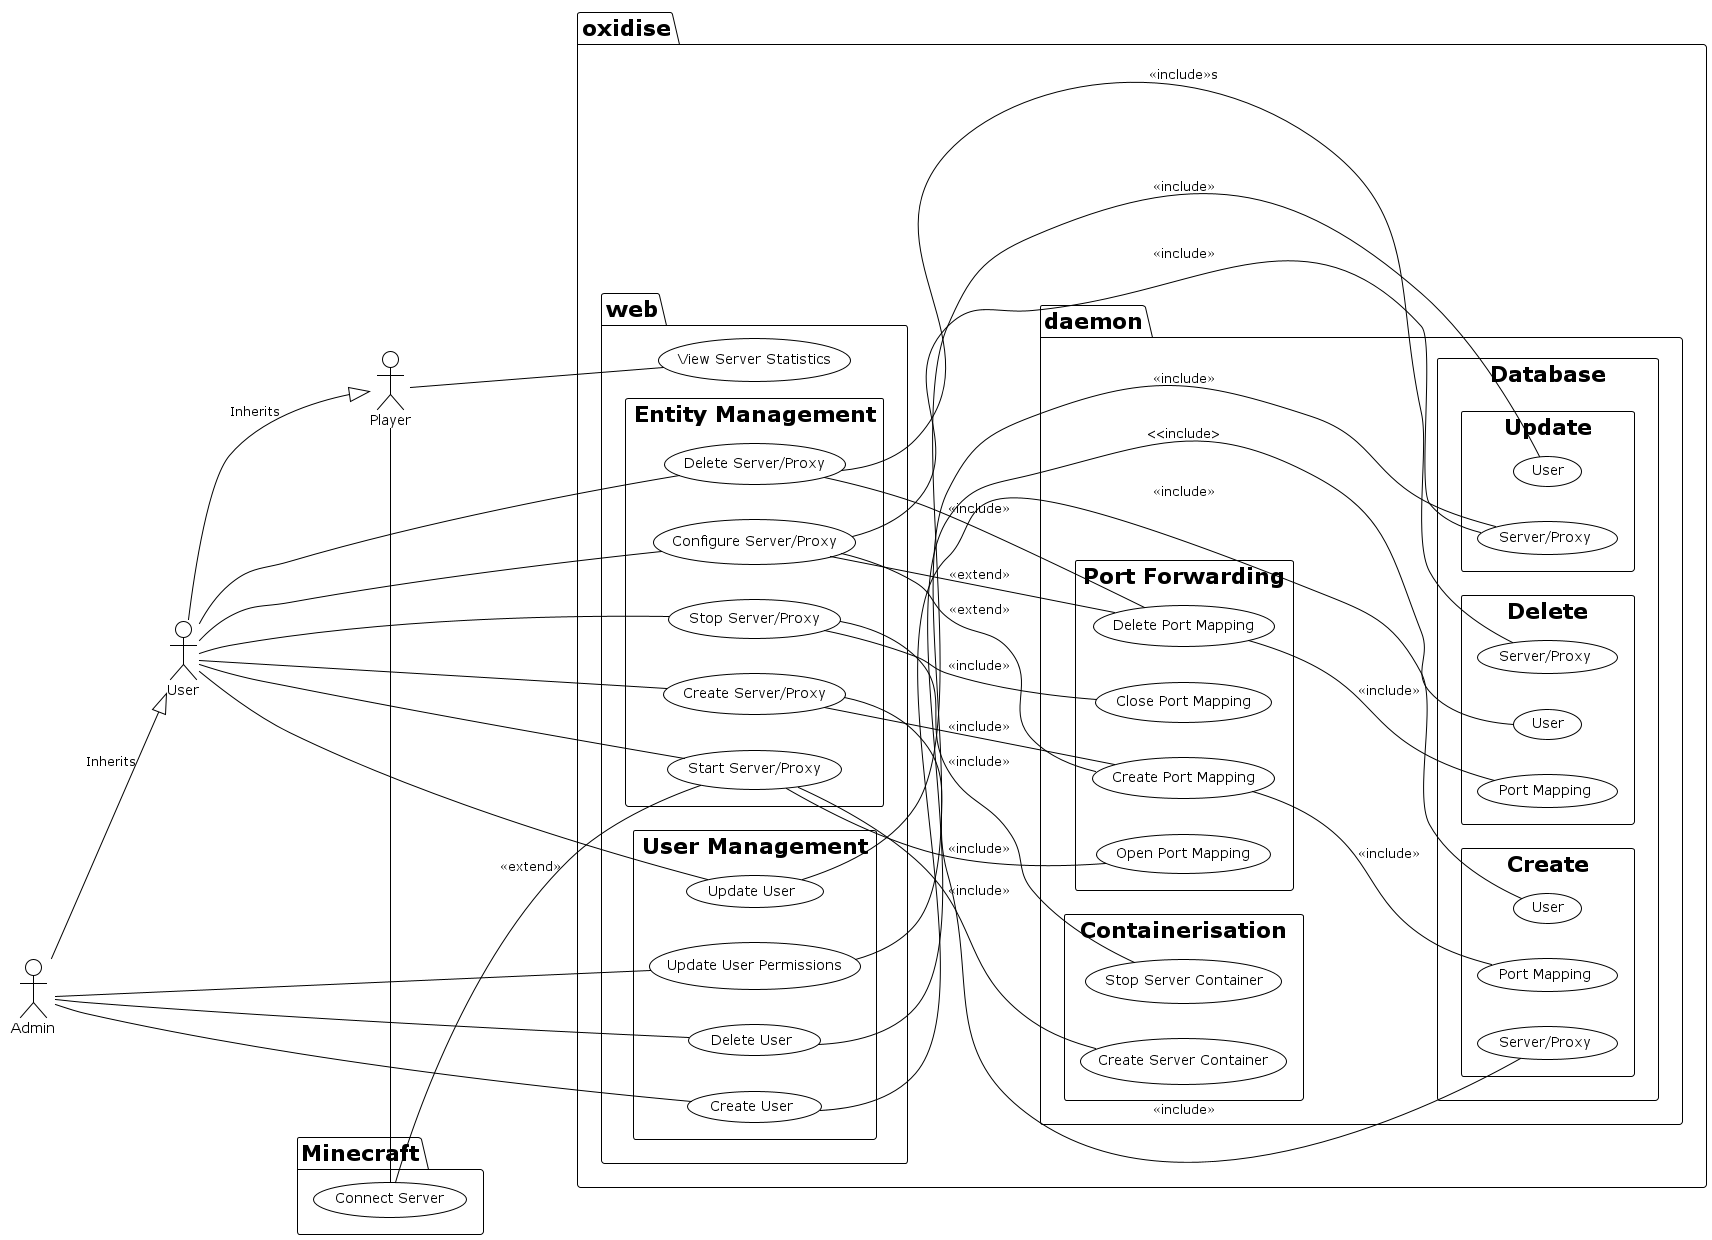 oxidise
«include»s
«include»
«include»
web
daemon
View Server Statistics
Database
«include»
Player
Inherits
Entity Management
Update
<<include>
Delete Server/Proxy
User
«include»
«include»
Configure Server/Proxy
Server/Proxy
«extend»
Port Forwarding
«extend»
Delete
Stop Server/Proxy
Delete Port Mapping
Server/Proxy
«include»
User
Create Server/Proxy
«include»
Close Port Mapping
User
«include»
«include»
Inherits
Start Server/Proxy
Create Port Mapping
Port Mapping
User Management
«include»
Open Port Mapping
«include»
Create
«extend»
Update User
«include»
User
Containerisation
Update User Permissions
Stop Server Container
Port Mapping
Admin
Delete User
Create Server Container
Server/Proxy
Create User
«include»
Minecraft
Connect Server